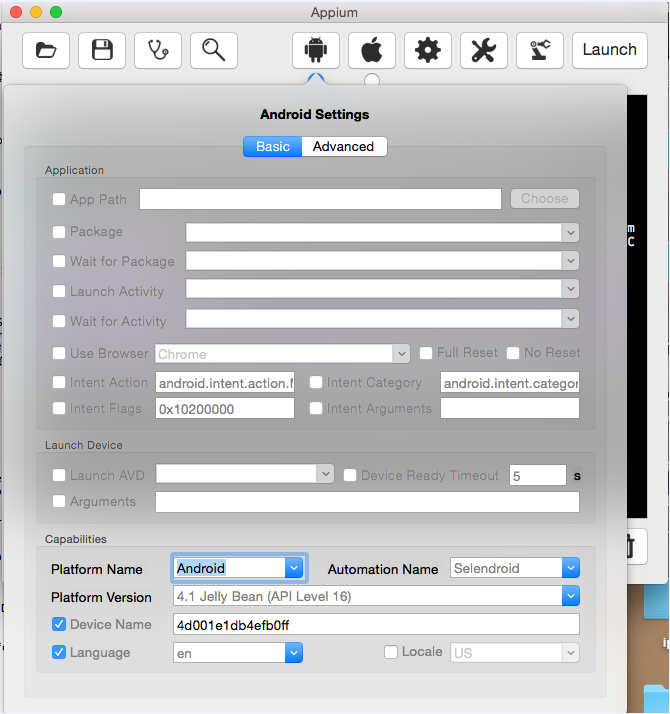 Appium
Launch
Android Settings
Basic Advanced
Application
App Path Choose
Package
Wait for Package
Launch Activity
Wait for Activity
Use Browser Chrome Full Reset No Reset
Intent Action android.intent.action.M Intent Category android.intent.categor
Intent Flags 0x10200000 Intent Arguments
Launch Device
Launch AVD Device Ready Timeout 5 s
Arguments
Capabilities
Platform Name Android Automation Name Selendroid
Platform Version 4.1 Jelly Bean (API Level 16)
Device Name 4d001e1db4efb0ff
Language en Locale US